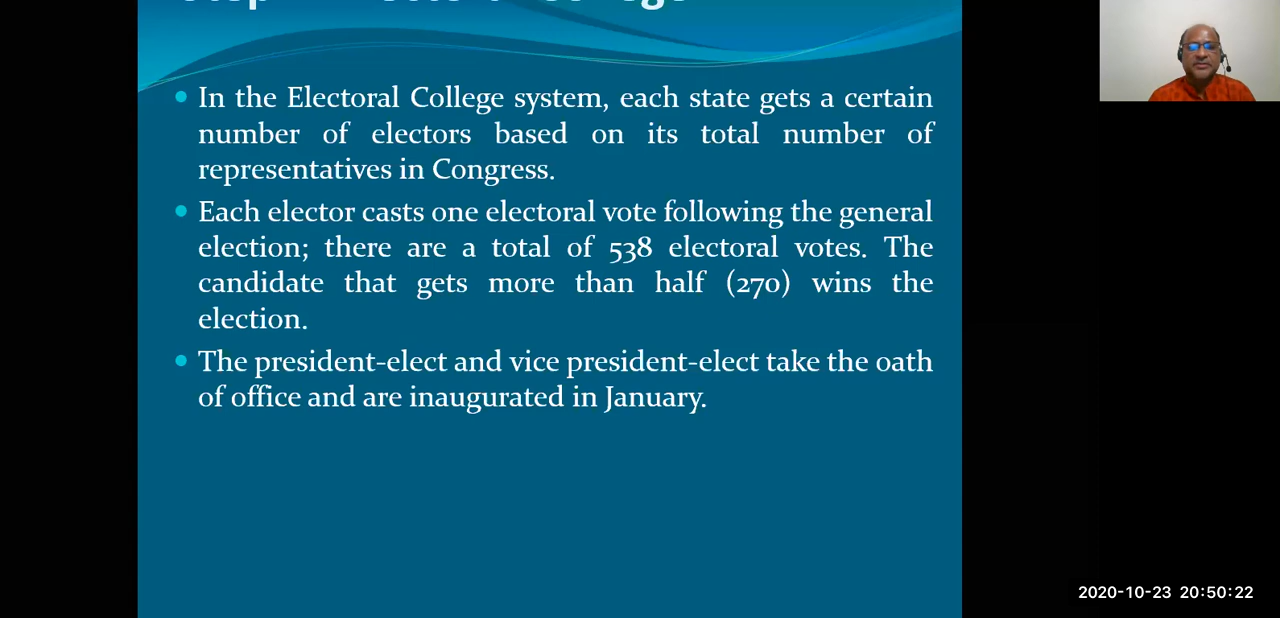 In the Electoral College system, each state gets a certain
number of electors based on its total number of
representatives in Congress.
Each elector casts one electoral vote following the general
election; there are a total of 538 electoral votes. The
candidate that gets more than half (270) wins the
election.
The president-elect and vice president-elect take the oath
of office and are inaugurated in January.
2020-10-23 20:50:22